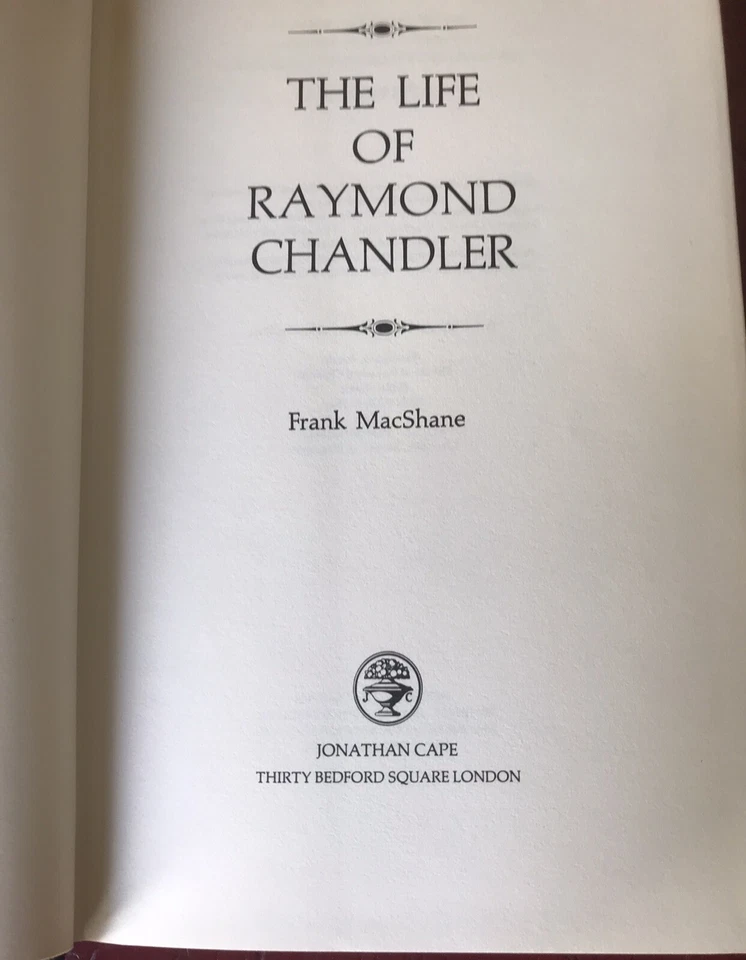 THE LIFE
OF
RAYMOND
CHANDLER
Frank MacShane
J C
JONATHAN CAPE
THIRTY BEDFORD SQUARE LONDON